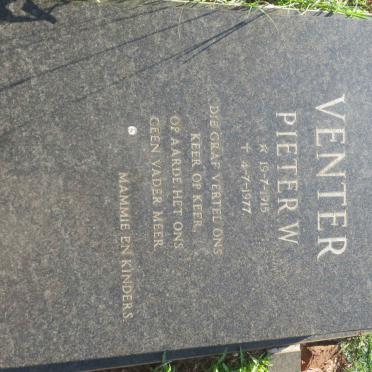 VENTER
PIETER W
☆ 19-7-1915
† 4-7-1977
DIE GRAF VERTEL ONS
KEER OP KEER,
OP AARDE HET ONS
GEEN VADER MEER.
MAMMIE EN KINDERS.